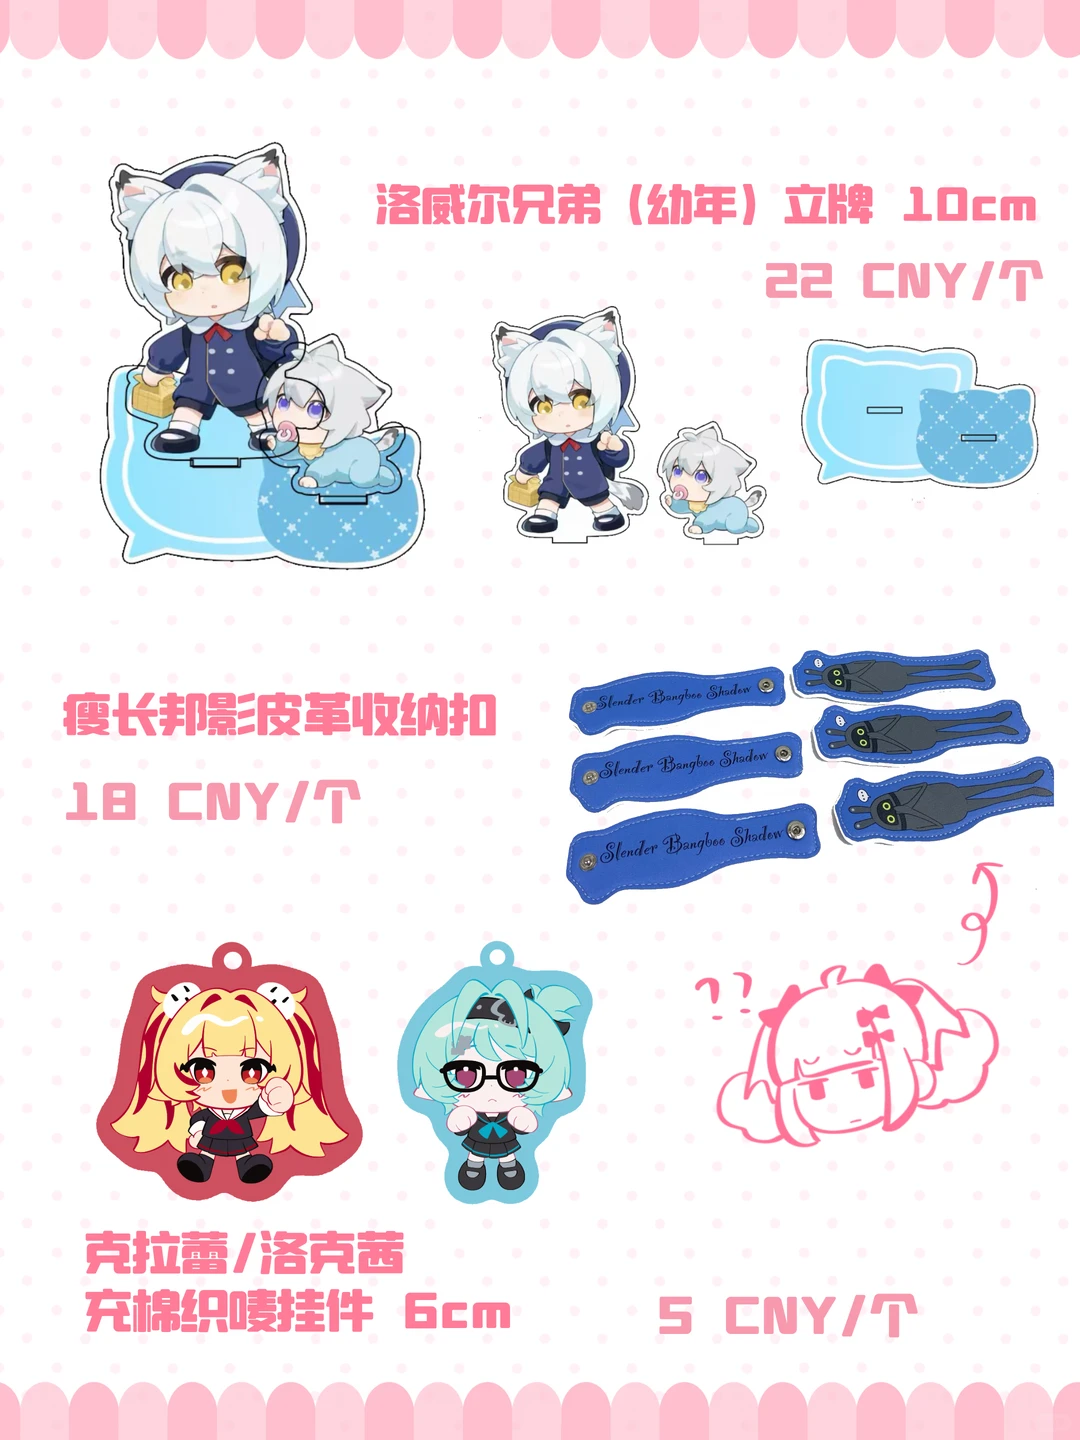 洛威尔兄弟（幼年）立牌 10cm
22 CNY/个
瘦长邦影皮革收纳扣
18 CNY/个
Slender Bangboo Shadow
Slender Bangboo Shadow
Slender Bangboo Shadow
??
克拉蕾/洛克茜
充棉织唛挂件 6cm
5 CNY/个